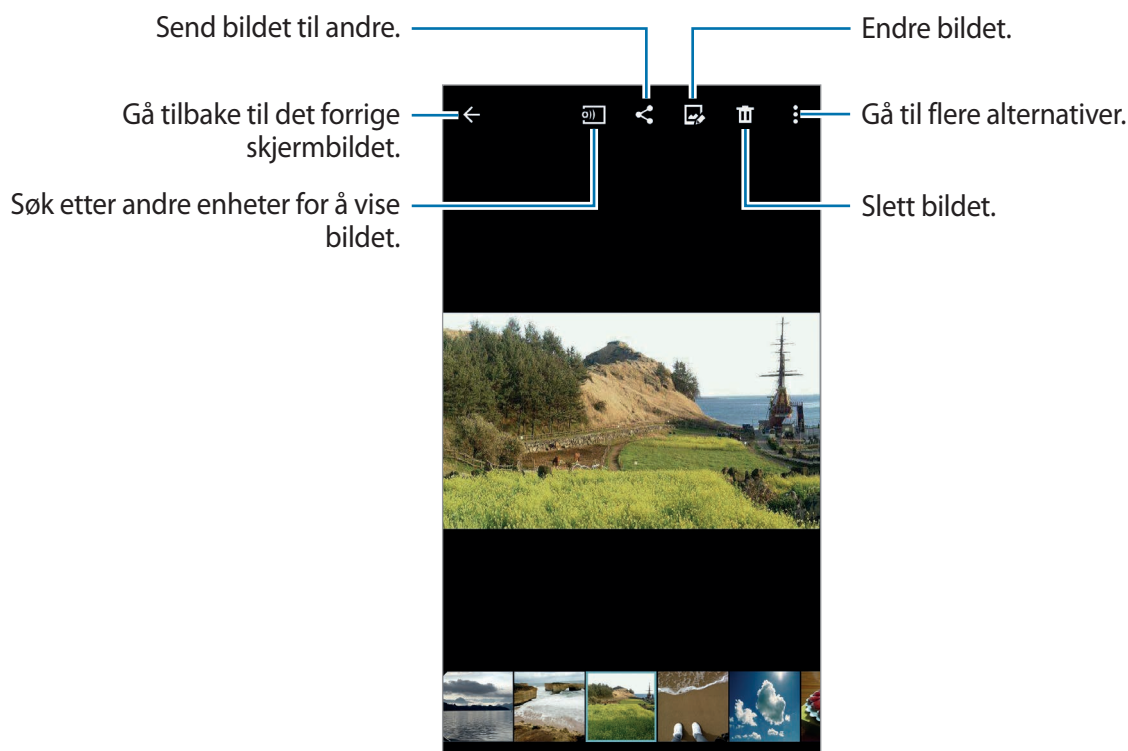 Send bildet til andre.
Endre bildet.
Gå tilbake til det forrige
skjermbildet.
Gå til flere alternativer.
Søk etter andre enheter for å vise
bildet.
Slett bildet.